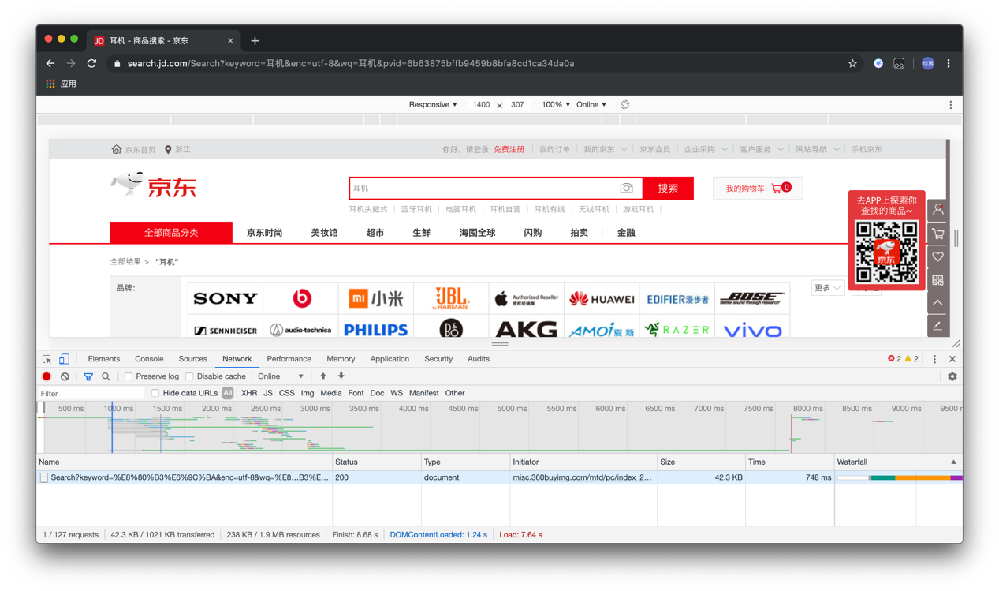 JD 耳机 - 商品搜索 - 京东
search.jd.com/Search?keyword=耳机&enc=utf-8&wq=耳机&pvid=6b63875bffb9459b8bfa8cd1ca34da0a
佳男
应用
Responsive ▼ 1400 × 307 100% ▼ Online ▼
京东首页 浙江 你好，请登录 免费注册 我的订单 我的京东 京东会员 企业采购 客户服务 网站导航 手机京东
京东
耳机 搜索 我的购物车 0
耳机头戴式 蓝牙耳机 电脑耳机 耳机自营 耳机有线 无线耳机 游戏耳机
去APP上探索你
查找的商品~
京东
全部商品分类 京东时尚 美妆馆 超市 生鲜 海囤全球 闪购 拍卖 金融
全部结果 > "耳机"
品牌： 更多
SONY mi 小米 JBL by HARMAN Authorized Reseller 授权经销商 HUAWEI EDIFIER漫步者 BOSE Better sound through research
SENNHEISER audio-technica PHILIPS B&O AKG AMOI夏新 RAZER vivo
Elements Console Sources Network Performance Memory Application Security Audits 2 2
Preserve log Disable cache Online ▼
Filter Hide data URLs All XHR JS CSS Img Media Font Doc WS Manifest Other
500 ms 1000 ms 1500 ms 2000 ms 2500 ms 3000 ms 3500 ms 4000 ms 4500 ms 5000 ms 5500 ms 6000 ms 6500 ms 7000 ms 7500 ms 8000 ms 8500 ms 9000 ms 9500 r
Name Status Type Initiator Size Time Waterfall
Search?keyword=%E8%80%B3%E6%9C%BA&enc=utf-8&wq=%E8...B3%E... 200 document misc.360buyimg.com/mtd/pc/index_2... 42.3 KB 748 ms
1 / 127 requests 42.3 KB / 1021 KB transferred 238 KB / 1.9 MB resources Finish: 8.68 s DOMContentLoaded: 1.24 s Load: 7.64 s